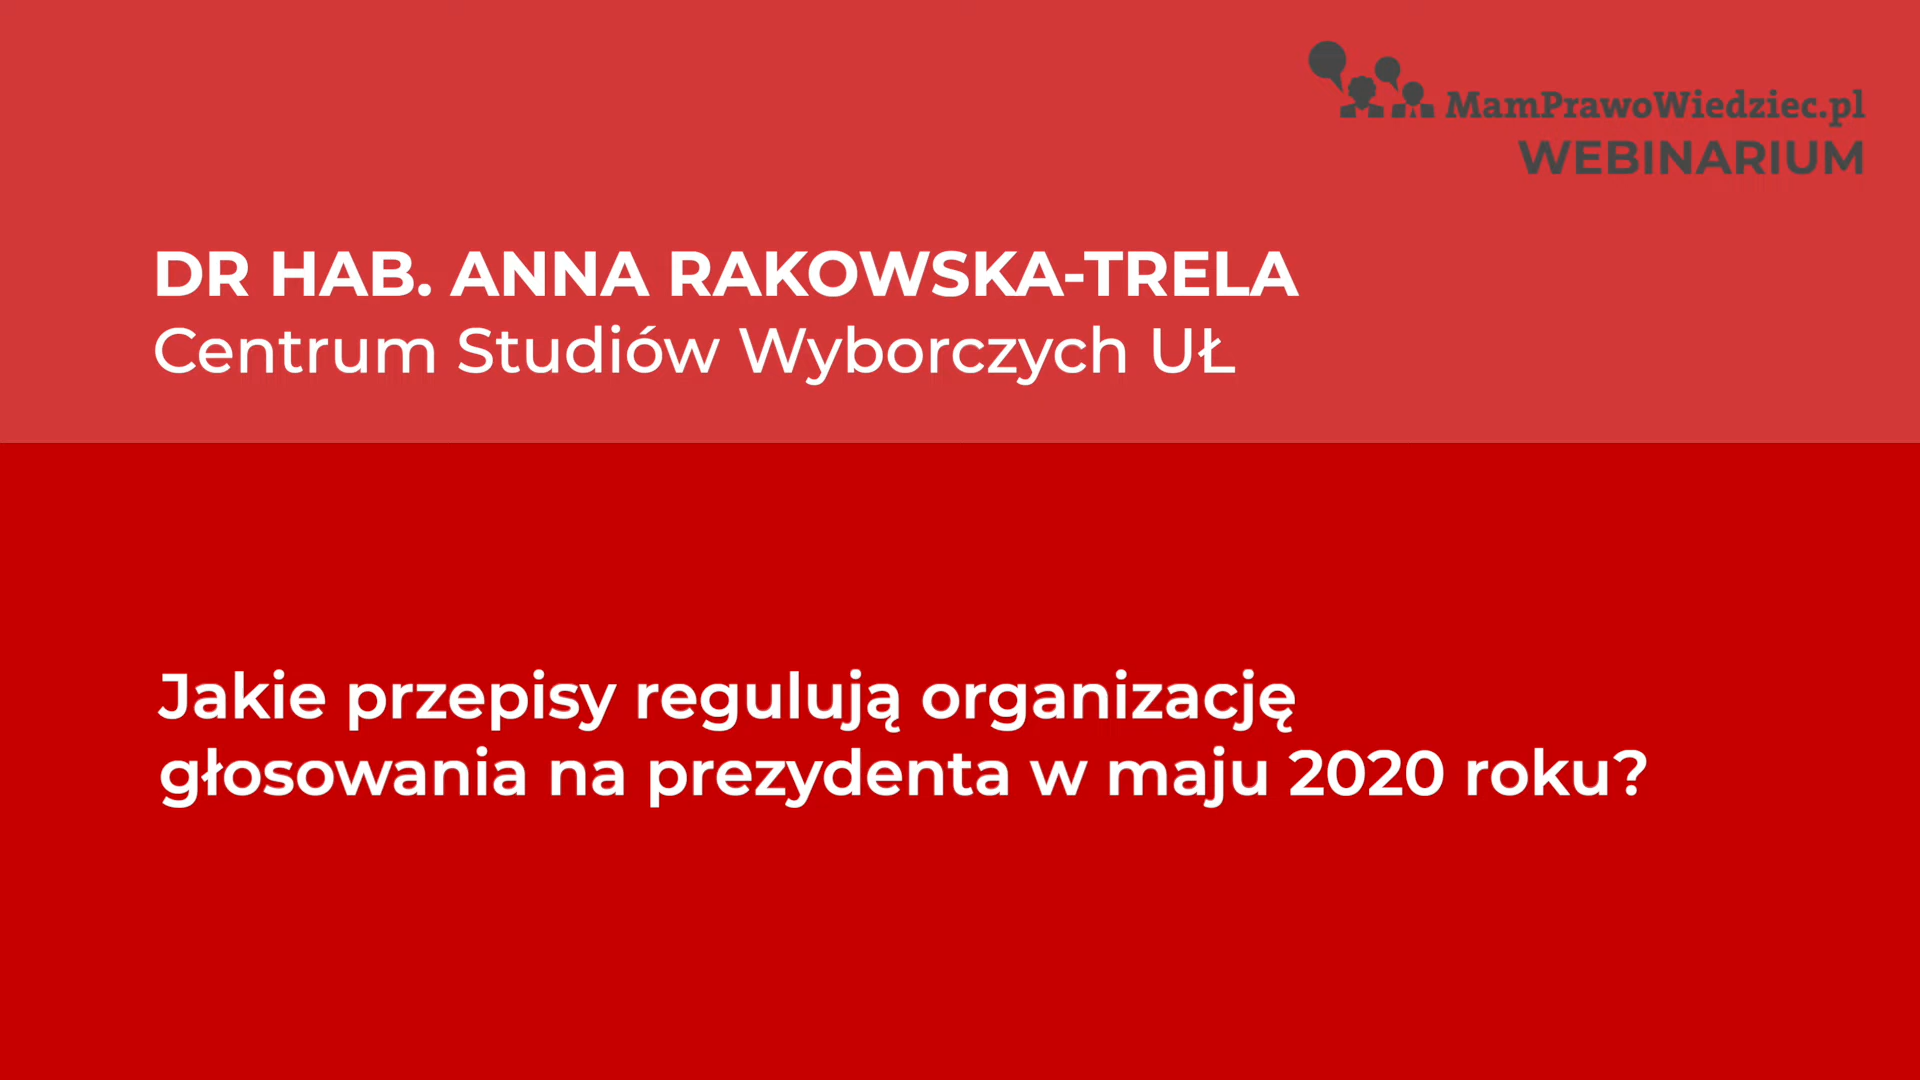 MamPrawoWiedziec.pl
WEBINARIUM
DR HAB. ANNA RAKOWSKA-TRELA
Centrum Studiów Wyborczych UŁ
Jakie przepisy regulują organizację
głosowania na prezydenta w maju 2020 roku?